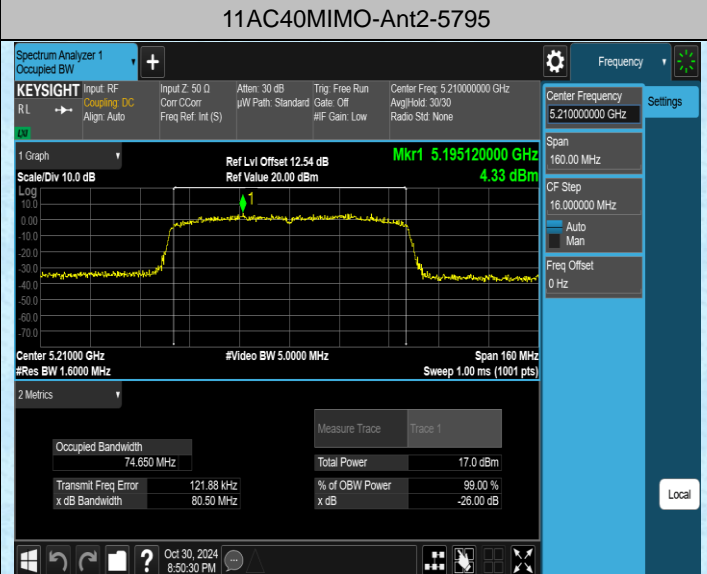 11AC40MIMO-Ant2-5795
Spectrum Analyzer 1
Occupied BW
+
Frequency
KEYSIGHT
RL
LXI
Input: RF
Coupling: DC
Align: Auto
Input Z: 50 Ω
Corr CCorr
Freq Ref: Int (S)
Atten: 30 dB
µW Path: Standard
Trig: Free Run
Gate: Off
#IF Gain: Low
Center Freq: 5.210000000 GHz
Avg|Hold: 30/30
Radio Std: None
Center Frequency
5.210000000 GHz
Settings
Span
160.00 MHz
CF Step
16.000000 MHz
Auto
Man
Freq Offset
0 Hz
Local
1 Graph
Scale/Div 10.0 dB
Ref Lvl Offset 12.54 dB
Ref Value 20.00 dBm
Mkr1 5.195120000 GHz
4.33 dBm
Log
10.0
0.00
-10.0
-20.0
-30.0
-40.0
-50.0
-60.0
-70.0
1
Center 5.21000 GHz
#Res BW 1.6000 MHz
#Video BW 5.0000 MHz
Span 160 MHz
Sweep 1.00 ms (1001 pts)
2 Metrics
Measure Trace Trace 1
Occupied Bandwidth
74.650 MHz
Total Power 17.0 dBm
Transmit Freq Error 121.88 kHz
% of OBW Power 99.00 %
x dB Bandwidth 80.50 MHz
x dB -26.00 dB
?
Oct 30, 2024
8:50:30 PM